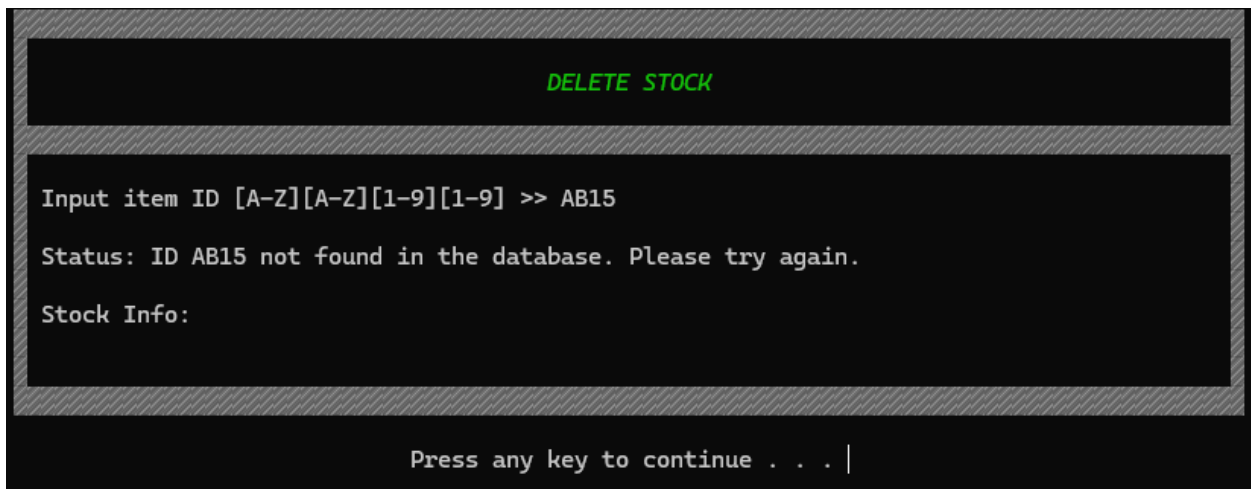 DELETE STOCK
Input item ID [A-Z][A-Z][1-9][1-9] >> AB15
Status: ID AB15 not found in the database. Please try again.
Stock Info:
Press any key to continue . . .